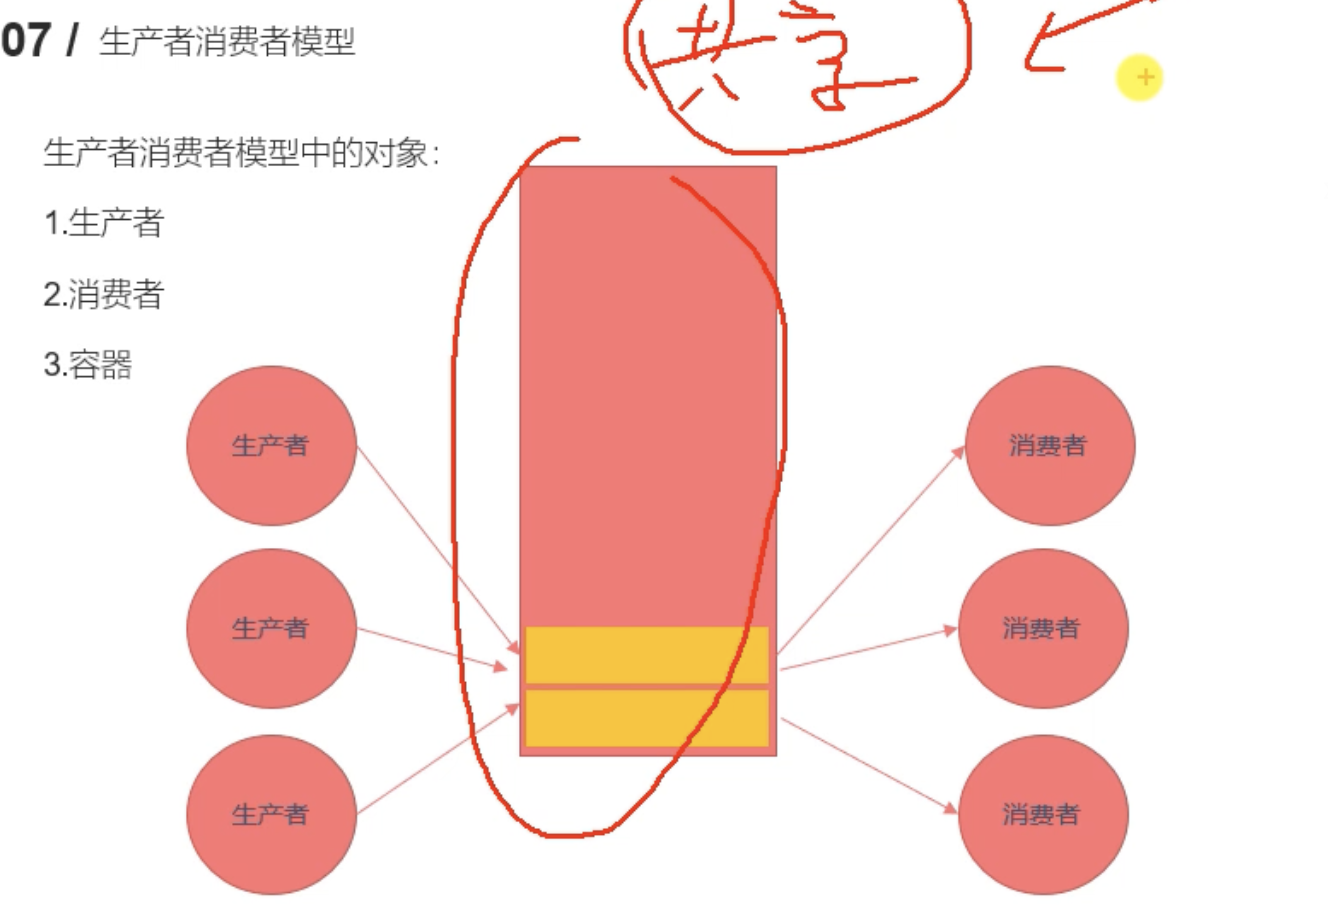 07 / 生产者消费者模型
共享
生产者消费者模型中的对象：
1.生产者
2.消费者
3.容器
生产者
消费者
生产者
消费者
生产者
消费者